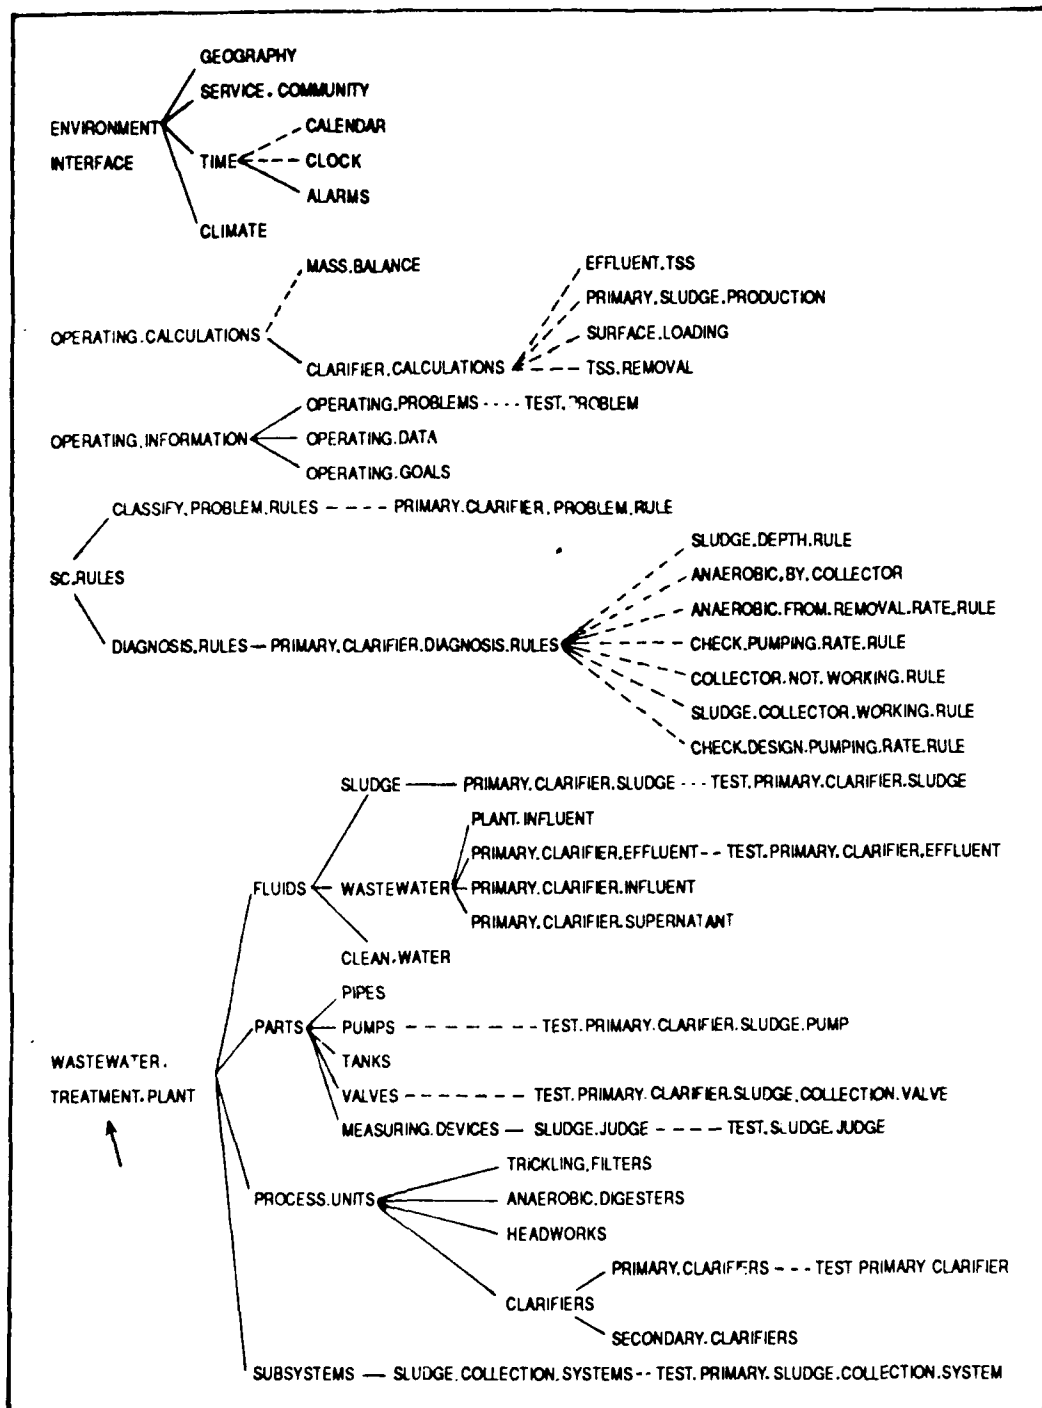 GEOGRAPHY
SERVICE.COMMUNITY
ENVIRONMENT
CALENDAR
INTERFACE
TIME
CLOCK
ALARMS
CLIMATE
MASS.BALANCE
EFFLUENT.TSS
PRIMARY.SLUDGE.PRODUCTION
OPERATING.CALCULATIONS
SURFACE.LOADING
CLARIFIER.CALCULATIONS
TSS.REMOVAL
OPERATING.PROBLEMS
TEST.PROBLEM
OPERATING.INFORMATION
OPERATING.DATA
OPERATING.GOALS
CLASSIFY.PROBLEM.RULES
PRIMARY.CLARIFIER.PROBLEM.RULE
SLUDGE.DEPTH.RULE
SC.RULES
ANAEROBIC.BY.COLLECTOR
ANAEROBIC.FROM.REMOVAL.RATE.RULE
DIAGNOSIS.RULES
PRIMARY.CLARIFIER.DIAGNOSIS.RULES
CHECK.PUMPING.RATE.RULE
COLLECTOR.NOT.WORKING.RULE
SLUDGE.COLLECTOR.WORKING.RULE
CHECK.DESIGN.PUMPING.RATE.RULE
SLUDGE
PRIMARY.CLARIFIER.SLUDGE
TEST.PRIMARY.CLARIFIER.SLUDGE
PLANT.INFLUENT
PRIMARY.CLARIFIER.EFFLUENT
TEST.PRIMARY.CLARIFIER.EFFLUENT
FLUIDS
WASTEWATER
PRIMARY.CLARIFIER.INFLUENT
PRIMARY.CLARIFIER.SUPERNATANT
CLEAN.WATER
PIPES
PARTS
PUMPS
TEST.PRIMARY.CLARIFIER.SLUDGE.PUMP
WASTEWATER.
TANKS
TREATMENT.PLANT
VALVES
TEST.PRIMARY.CLARIFIER.SLUDGE.COLLECTION.VALVE
MEASURING.DEVICES
SLUDGE.JUDGE
TEST.SLUDGE.JUDGE
TRICKLING.FILTERS
PROCESS.UNITS
ANAEROBIC.DIGESTERS
HEADWORKS
PRIMARY.CLARIFIERS
TEST PRIMARY CLARIFIER
CLARIFIERS
SECONDARY.CLARIFIERS
SUBSYSTEMS
SLUDGE.COLLECTION.SYSTEMS
TEST.PRIMARY.SLUDGE.COLLECTION.SYSTEM